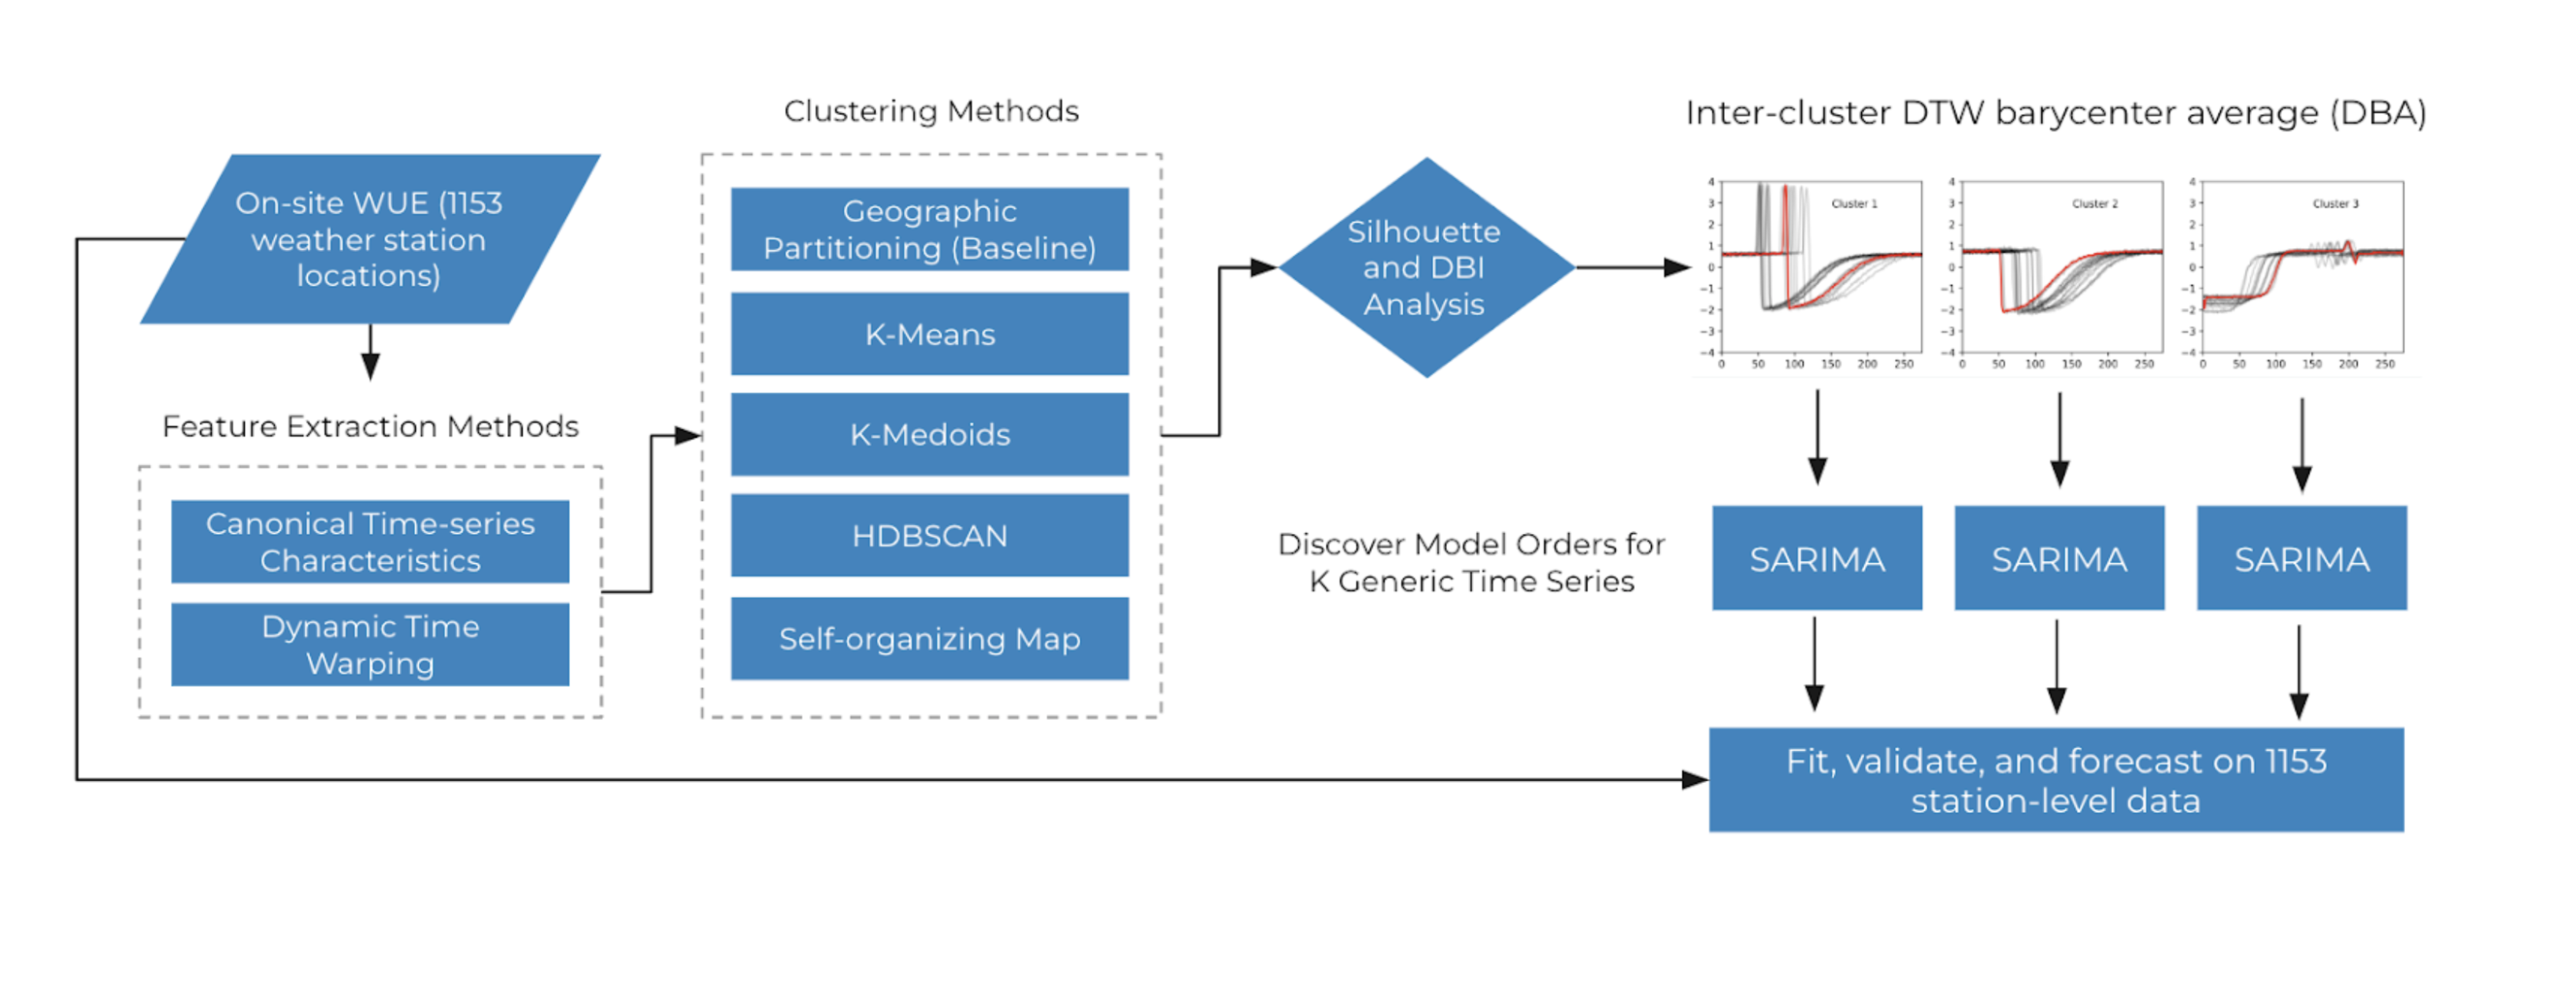 On-site WUE (1153
weather station
locations)
Feature Extraction Methods
Canonical Time-series
Characteristics
Dynamic Time
Warping
Clustering Methods
Geographic
Partitioning (Baseline)
K-Means
K-Medoids
HDBSCAN
Self-organizing Map
Silhouette
and DBI
Analysis
Inter-cluster DTW barycenter average (DBA)
Cluster 1
4
3
2
1
0
−1
−2
−3
−4
0 50 100 150 200 250
Cluster 2
4
3
2
1
0
−1
−2
−3
−4
0 50 100 150 200 250
Cluster 3
4
3
2
1
0
−1
−2
−3
−4
0 50 100 150 200 250
Discover Model Orders for
K Generic Time Series
SARIMA
SARIMA
SARIMA
Fit, validate, and forecast on 1153
station-level data